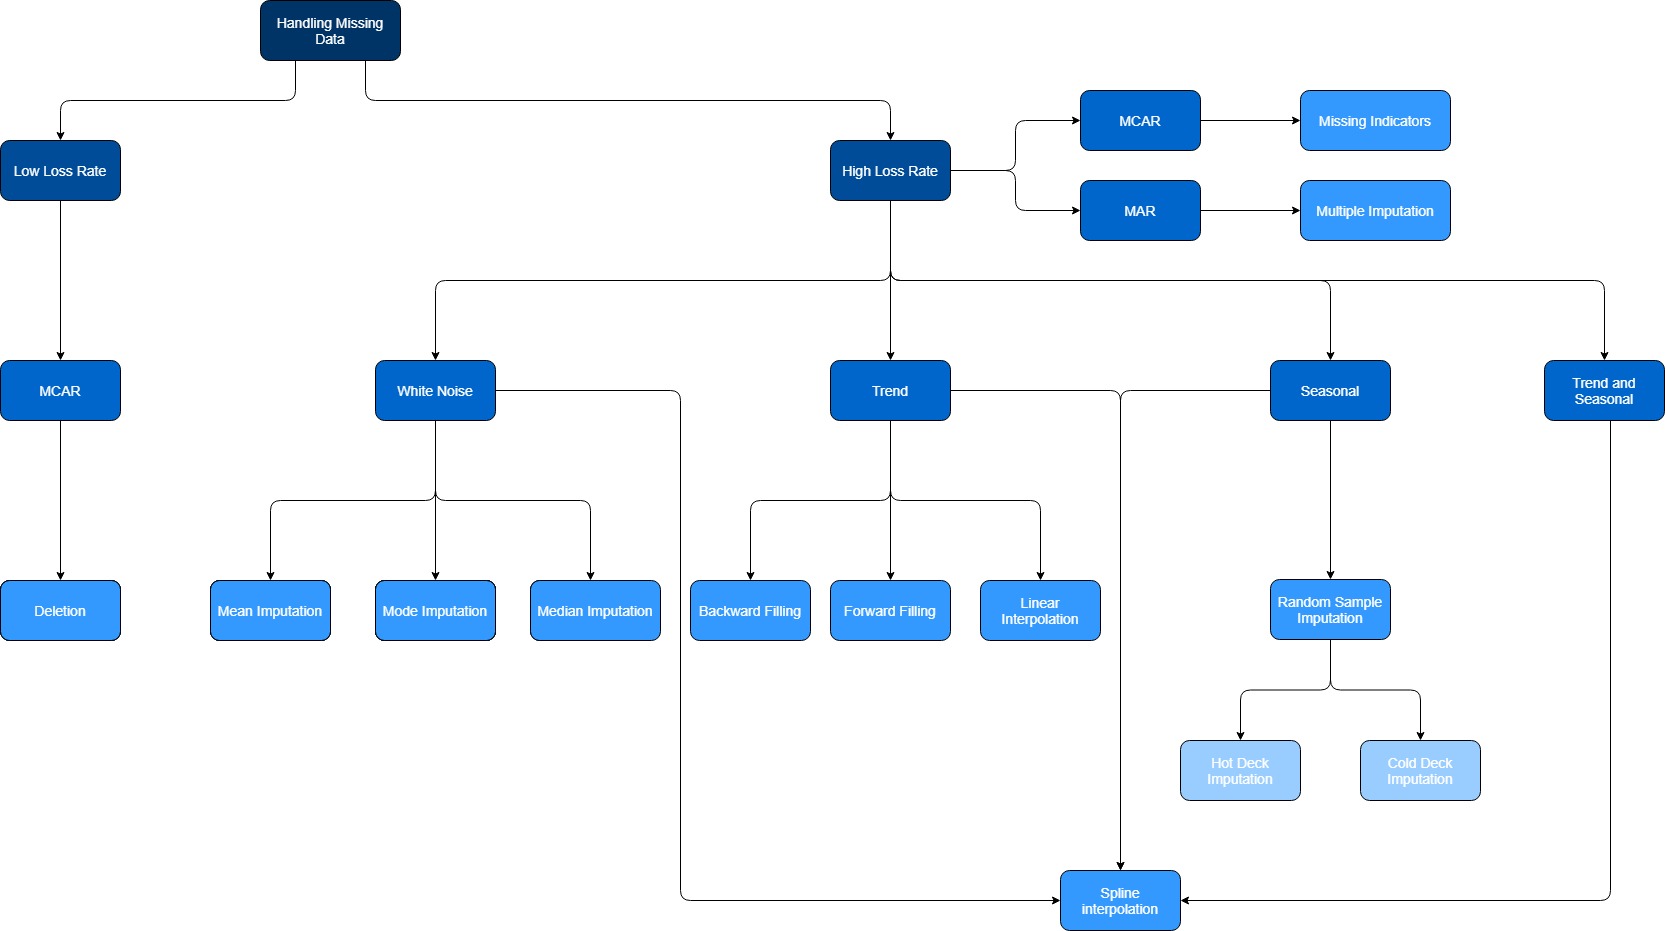 Handling Missing
Data
MCAR
Missing Indicators
Low Loss Rate
High Loss Rate
MAR
Multiple Imputation
MCAR
White Noise
Trend
Seasonal
Trend and
Seasonal
Deletion
Mean Imputation
Mode Imputation
Median Imputation
Backward Filling
Forward Filling
Linear
Interpolation
Random Sample
Imputation
Hot Deck
Imputation
Cold Deck
Imputation
Spline
interpolation